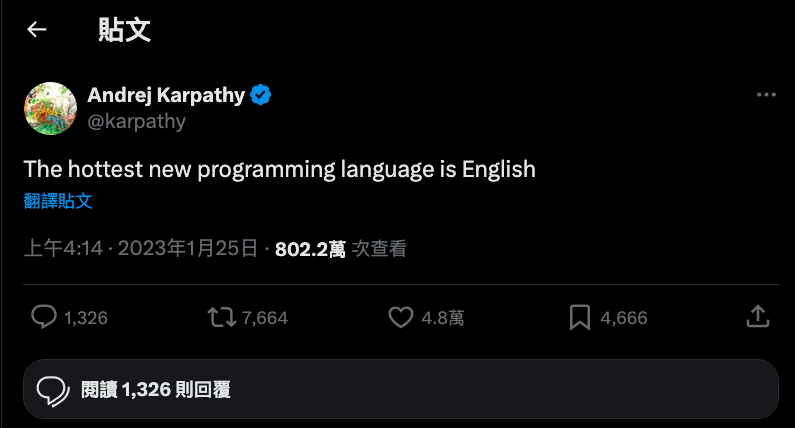 貼文
Andrej Karpathy
@karpathy
The hottest new programming language is English
翻譯貼文
上午4:14 · 2023年1月25日 · 802.2萬 次查看
1,326 7,664 4.8萬 4,666
閱讀 1,326 則回覆